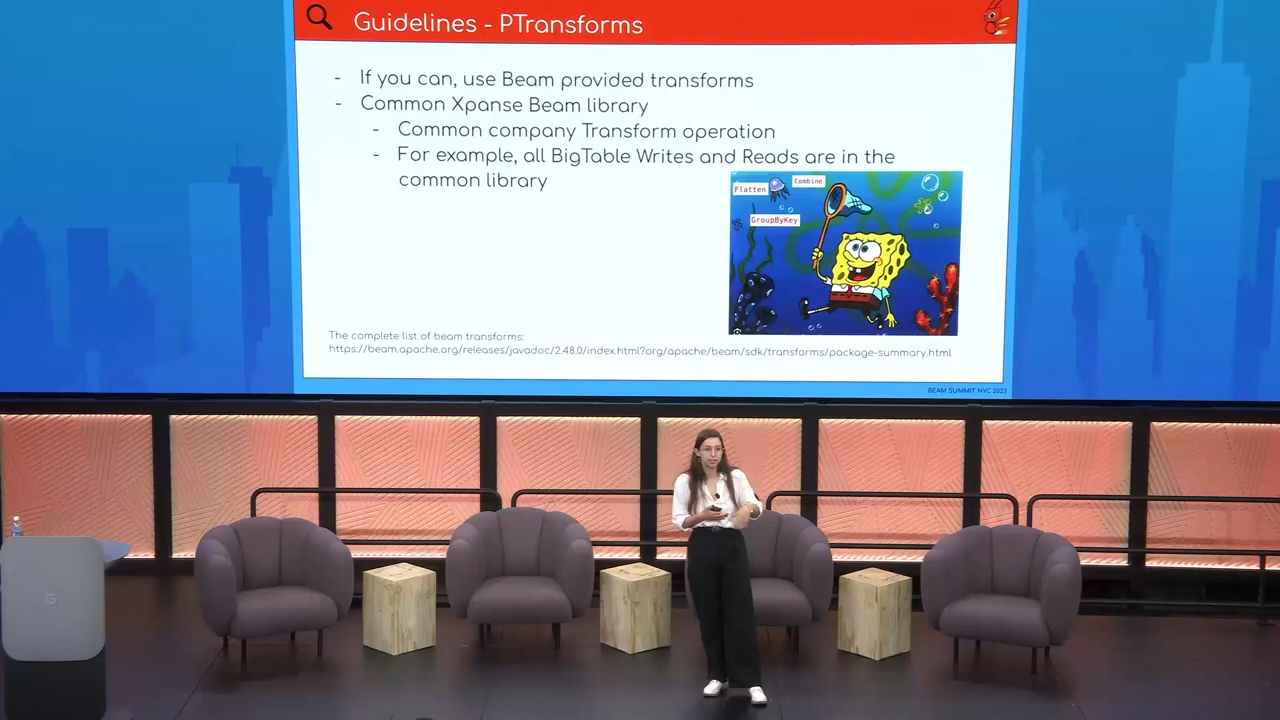 Guidelines - PTransforms
- If you can, use Beam provided transforms
- Common Xpanse Beam library
- Common company Transform operation
- For example, all BigTable Writes and Reads are in the
common library
Flatten
Combine
GroupByKey
The complete list of beam transforms:
https://beam.apache.org/releases/javadoc/2.48.0/index.html?org/apache/beam/sdk/transforms/package-summary.html
BEAM SUMMIT NYC 2023
G